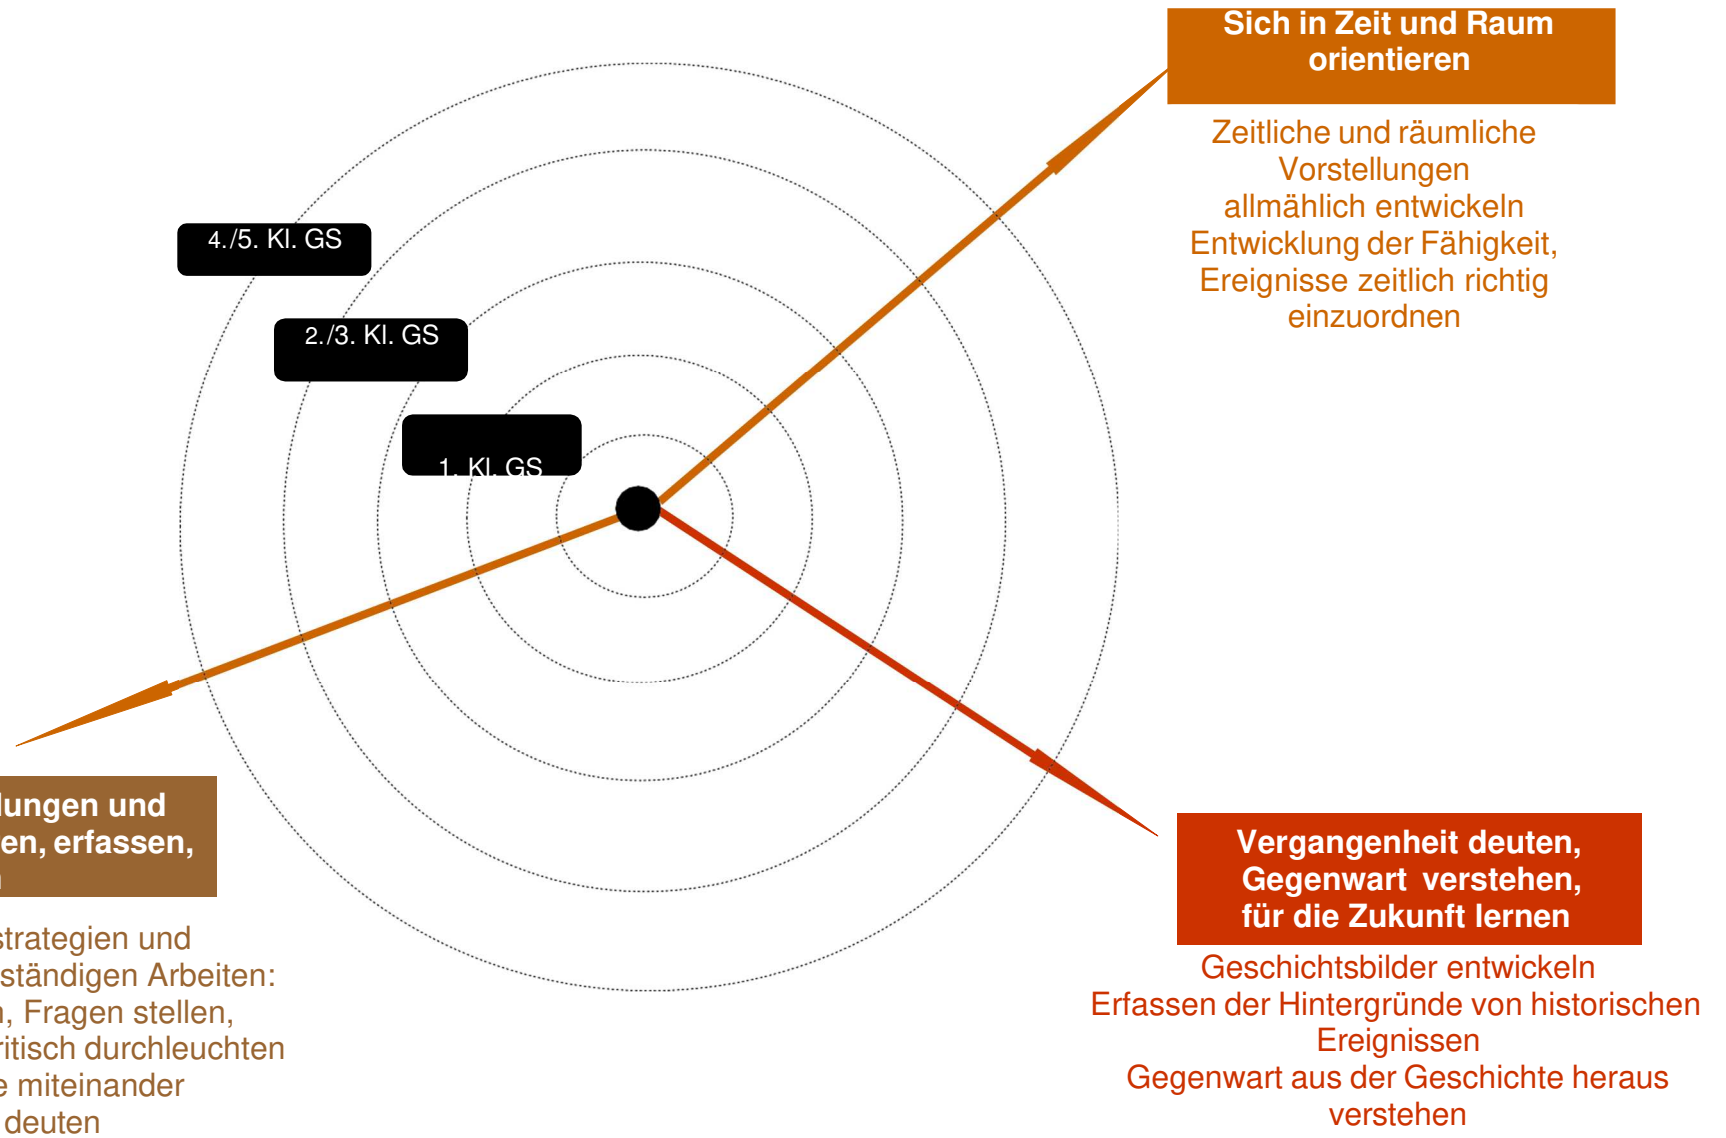 Sich in Zeit und Raum
orientieren
Zeitliche und räumliche
Vorstellungen
allmählich entwickeln
Entwicklung der Fähigkeit,
Ereignisse zeitlich richtig
einzuordnen
4./5. Kl. GS
2./3. Kl. GS
1. Kl. GS
lungen und
en, erfassen,
strategien und
ständigen Arbeiten:
, Fragen stellen,
ritisch durchleuchten
e miteinander
deuten
Vergangenheit deuten,
Gegenwart verstehen,
für die Zukunft lernen
Geschichtsbilder entwickeln
Erfassen der Hintergründe von historischen
Ereignissen
Gegenwart aus der Geschichte heraus
verstehen